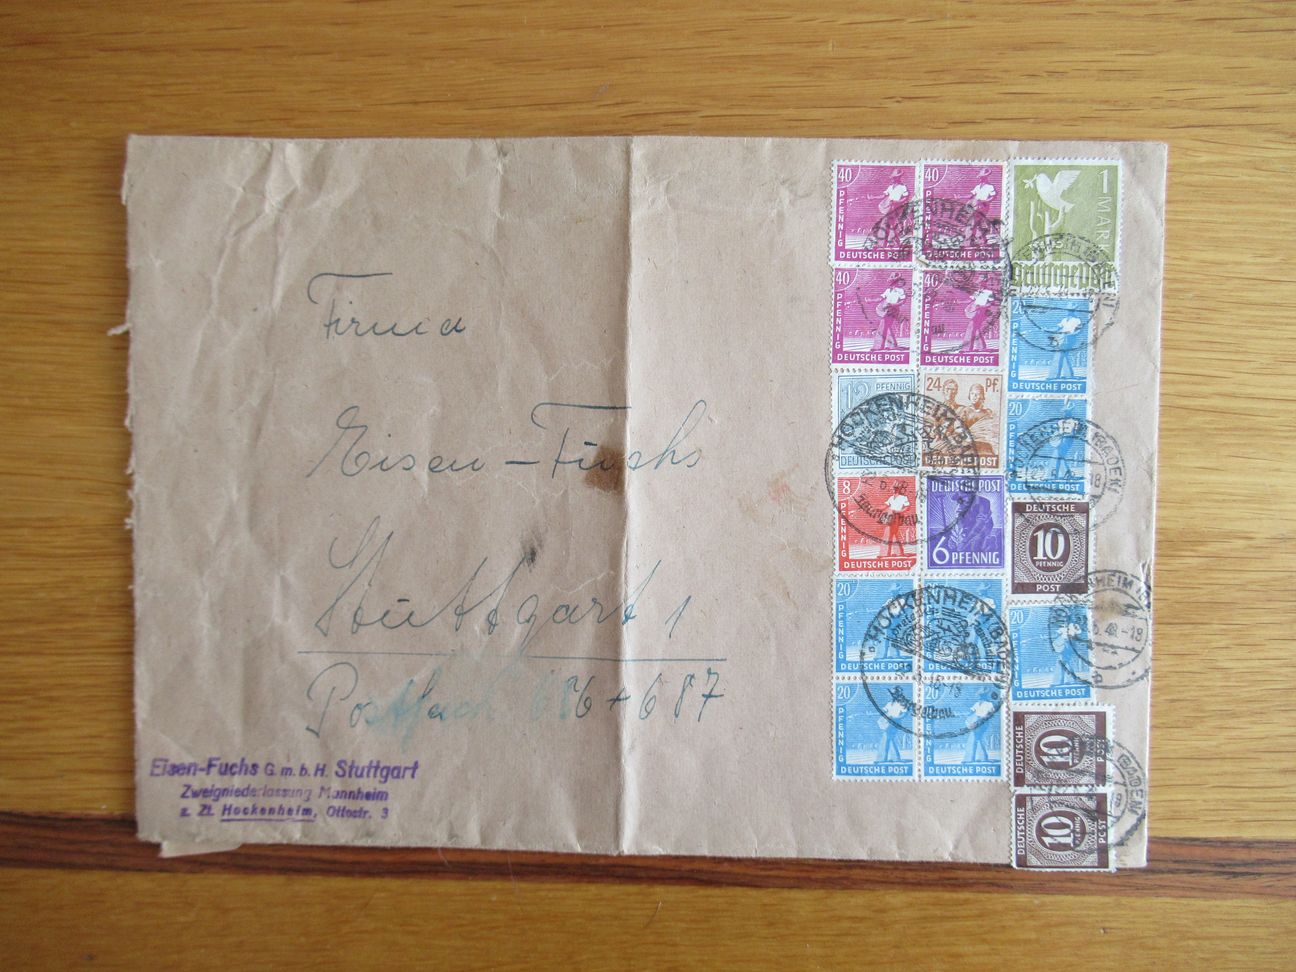 Firma
Eisen-Fuchs
Stuttgart 1
Postfach 686 + 687
Eisen-Fuchs G.m.b.H. Stuttgart
Zweigniederlassung Mannheim
z. Zt. Hockenheim, Ottostr. 3
40 PFENNIG DEUTSCHE POST
40 PFENNIG DEUTSCHE POST
1 MARK
Deutsche Post
40 PFENNIG DEUTSCHE POST
40 PFENNIG DEUTSCHE POST
20 DEUTSCHE POST
12 PFENNIG
24 Pf. DEUTSCHE POST
20 DEUTSCHE POST
8 PFENNIG DEUTSCHE POST
DEUTSCHE POST 6 PFENNIG
DEUTSCHE 10 PFENNIG POST
20 PFENNIG DEUTSCHE POST
20
20 PFENNIG DEUTSCHE POST
20 PFENNIG DEUTSCHE POST
20 PFENNIG DEUTSCHE POST
DEUTSCHE 10 PFENNIG POST
DEUTSCHE 10 PFENNIG POST
HOCKENHEIM
HOCKENHEIM
HOCKENHEIM (BADEN)
(BADEN)